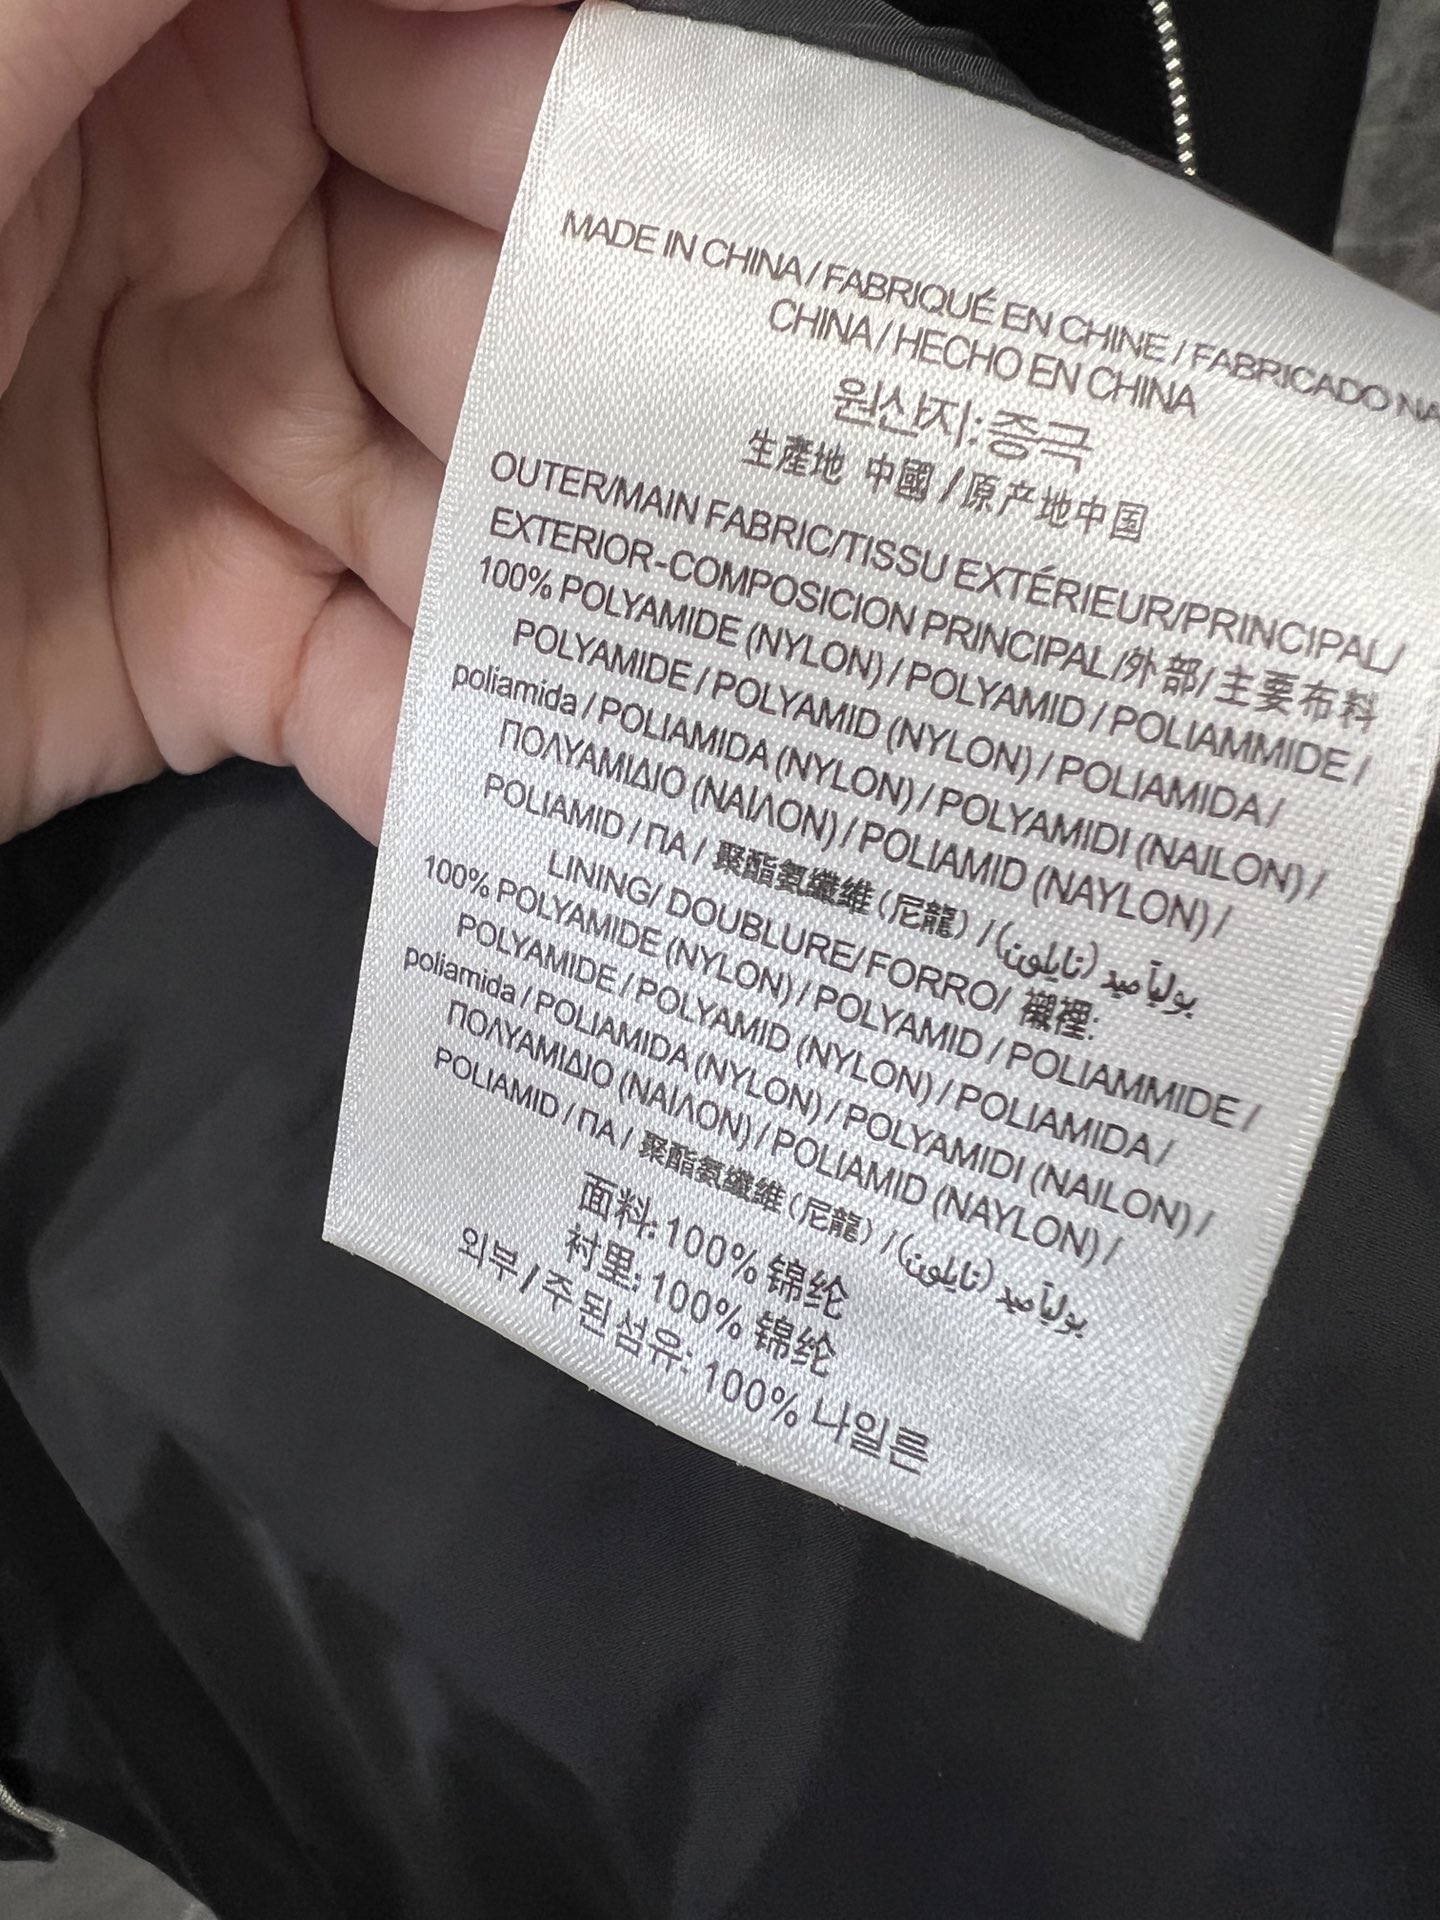 MADE IN CHINA / FABRIQUÉ EN CHINE / FABRICADO NA
CHINA / HECHO EN CHINA
원산지: 중국
生產地 中國 / 原产地中国
OUTER/MAIN FABRIC/TISSU EXTÉRIEUR/PRINCIPAL/
EXTERIOR-COMPOSICION PRINCIPAL/外部/主要布料
100% POLYAMIDE (NYLON) / POLYAMID / POLIAMMIDE /
POLYAMIDE / POLYAMID (NYLON) / POLIAMIDA /
poliamida / POLIAMIDA (NYLON) / POLYAMIDI (NAILON) /
ΠΟΛΥΑΜΙΔΙΟ (ΝΑΙΛΟΝ) / POLIAMID (NAYLON) /
POLIAMID / ПА / 聚酯氨纖維 (尼龍) / بولیآمید (نایلون)
LINING/ DOUBLURE/ FORRO/ 襯裡:
100% POLYAMIDE (NYLON) / POLYAMID / POLIAMMIDE /
POLYAMIDE / POLYAMID (NYLON) / POLIAMIDA /
poliamida / POLIAMIDA (NYLON) / POLYAMIDI (NAILON) /
ΠΟΛΥΑΜΙΔΙΟ (ΝΑΙΛΟΝ) / POLIAMID (NAYLON) /
POLIAMID / ПА / 聚酯氨纖維 (尼龍) / بولیآمید (نایلون)
面料: 100% 锦纶
衬里: 100% 锦纶
외부 / 주된섬유: 100% 나일론